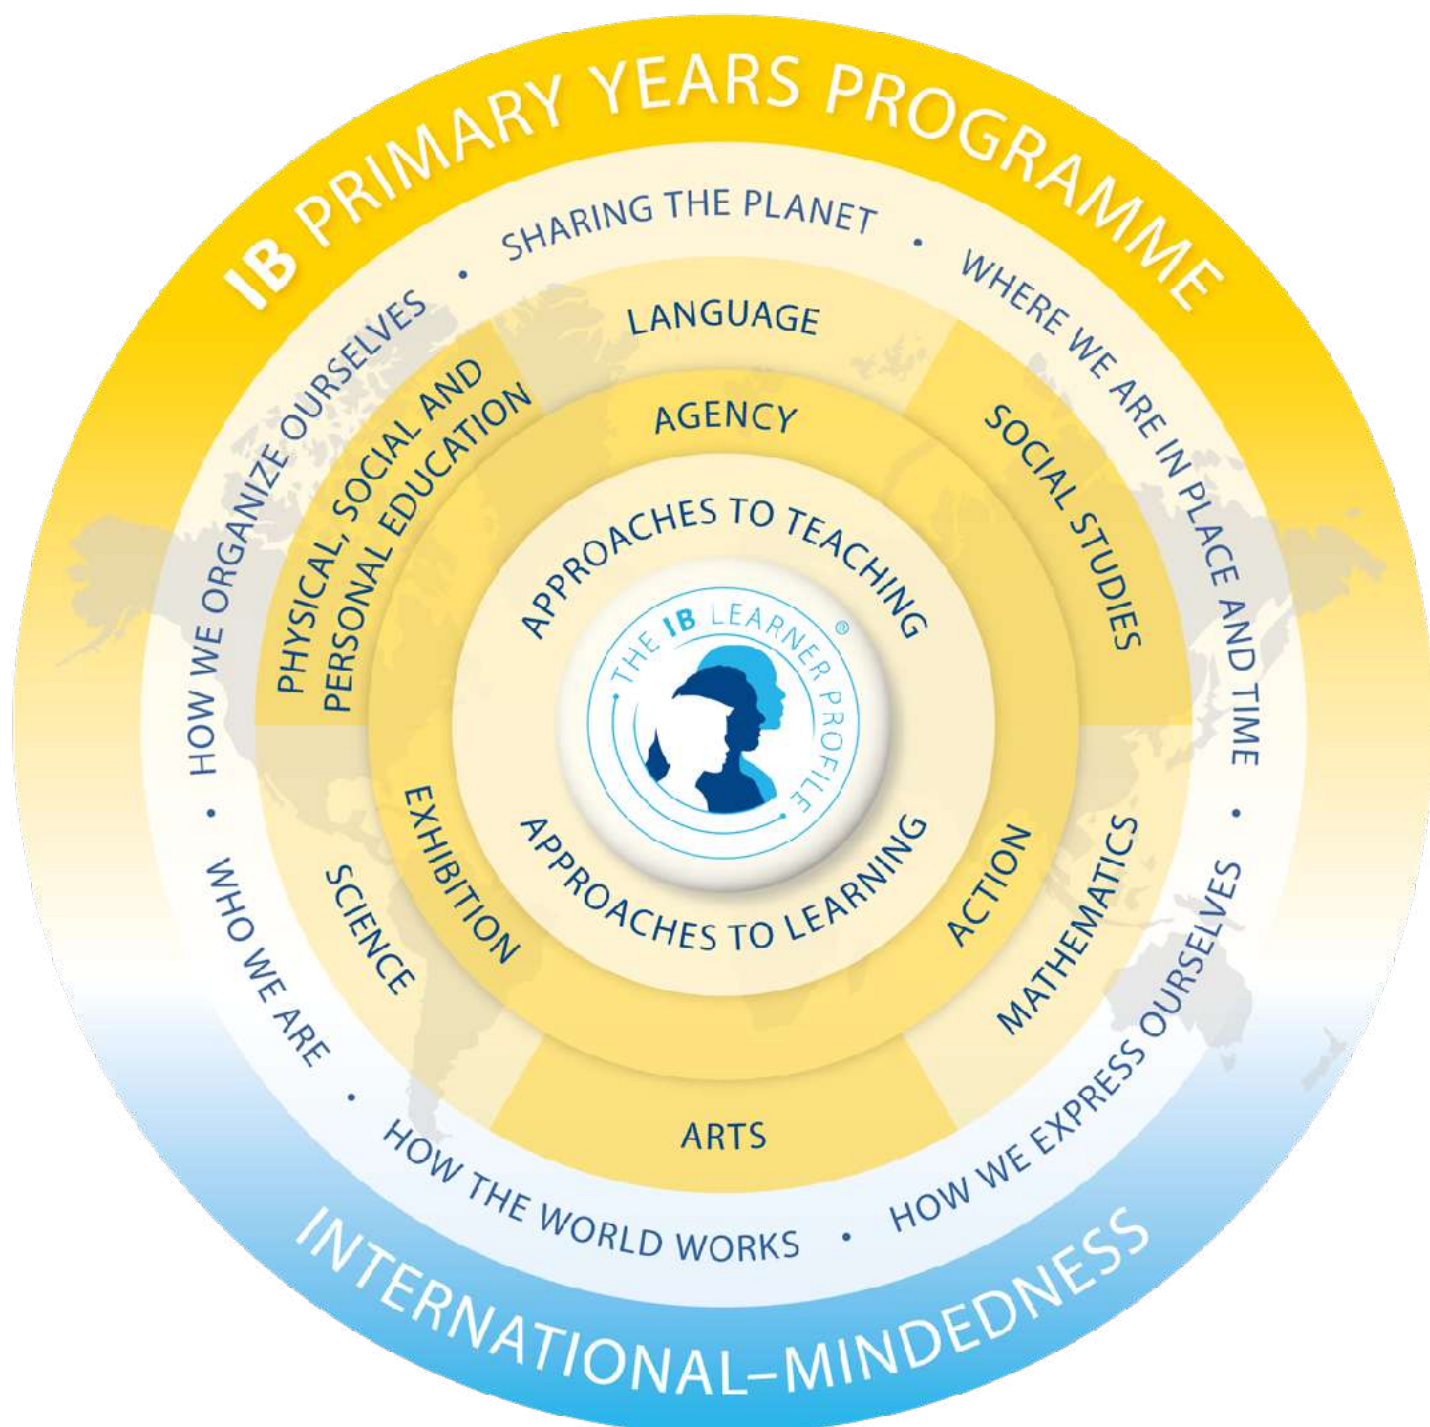 IB PRIMARY YEARS PROGRAMME
SHARING THE PLANET
•
WHERE WE ARE IN PLACE AND TIME
•
HOW WE EXPRESS OURSELVES
•
HOW THE WORLD WORKS
•
WHO WE ARE
•
HOW WE ORGANIZE OURSELVES
•
LANGUAGE
SOCIAL STUDIES
MATHEMATICS
ARTS
SCIENCE
PHYSICAL, SOCIAL AND
PERSONAL EDUCATION
AGENCY
ACTION
EXHIBITION
APPROACHES TO TEACHING
THE IB LEARNER PROFILE ®
APPROACHES TO LEARNING
INTERNATIONAL–MINDEDNESS